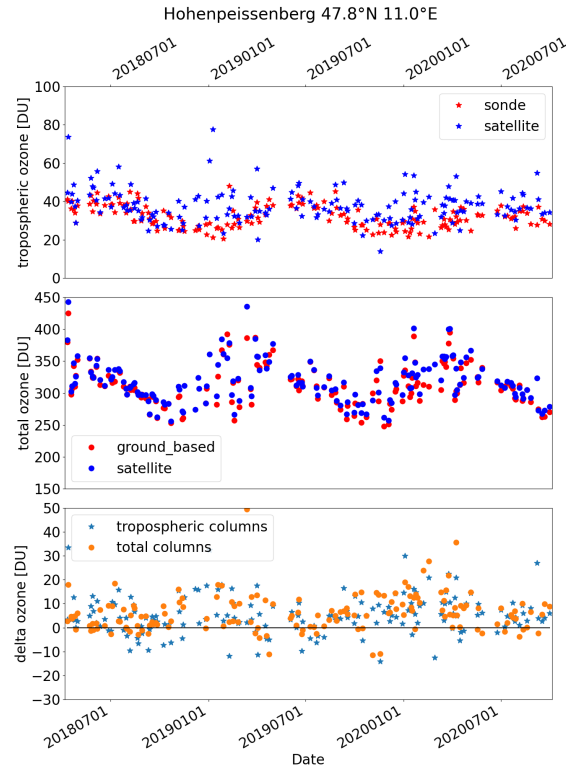 Hohenpeissenberg 47.8°N 11.0°E
20180701 20190101 20190701 20200101 20200701
tropospheric ozone [DU]
100
80
60
40
20
0
sonde
satellite
total ozone [DU]
450
400
350
300
250
200
150
ground_based
satellite
delta ozone [DU]
50
40
30
20
10
0
−10
−20
−30
tropospheric columns
total columns
20180701 20190101 20190701 20200101 20200701
Date